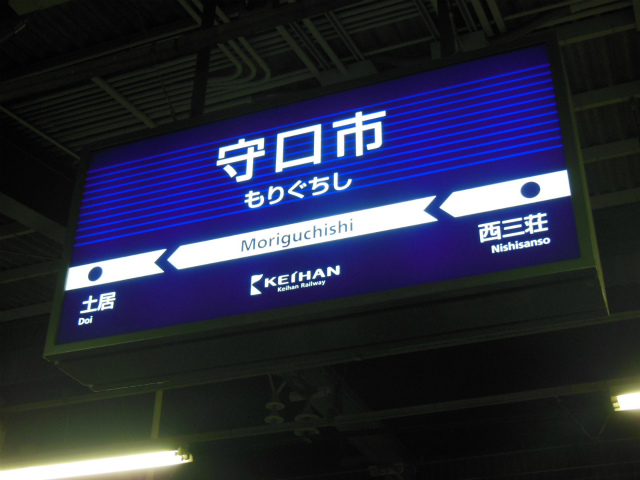 守口市
もりぐちし
Moriguchishi
土居
Doi
西三荘
Nishisanso
KEIHAN
Keihan Railway